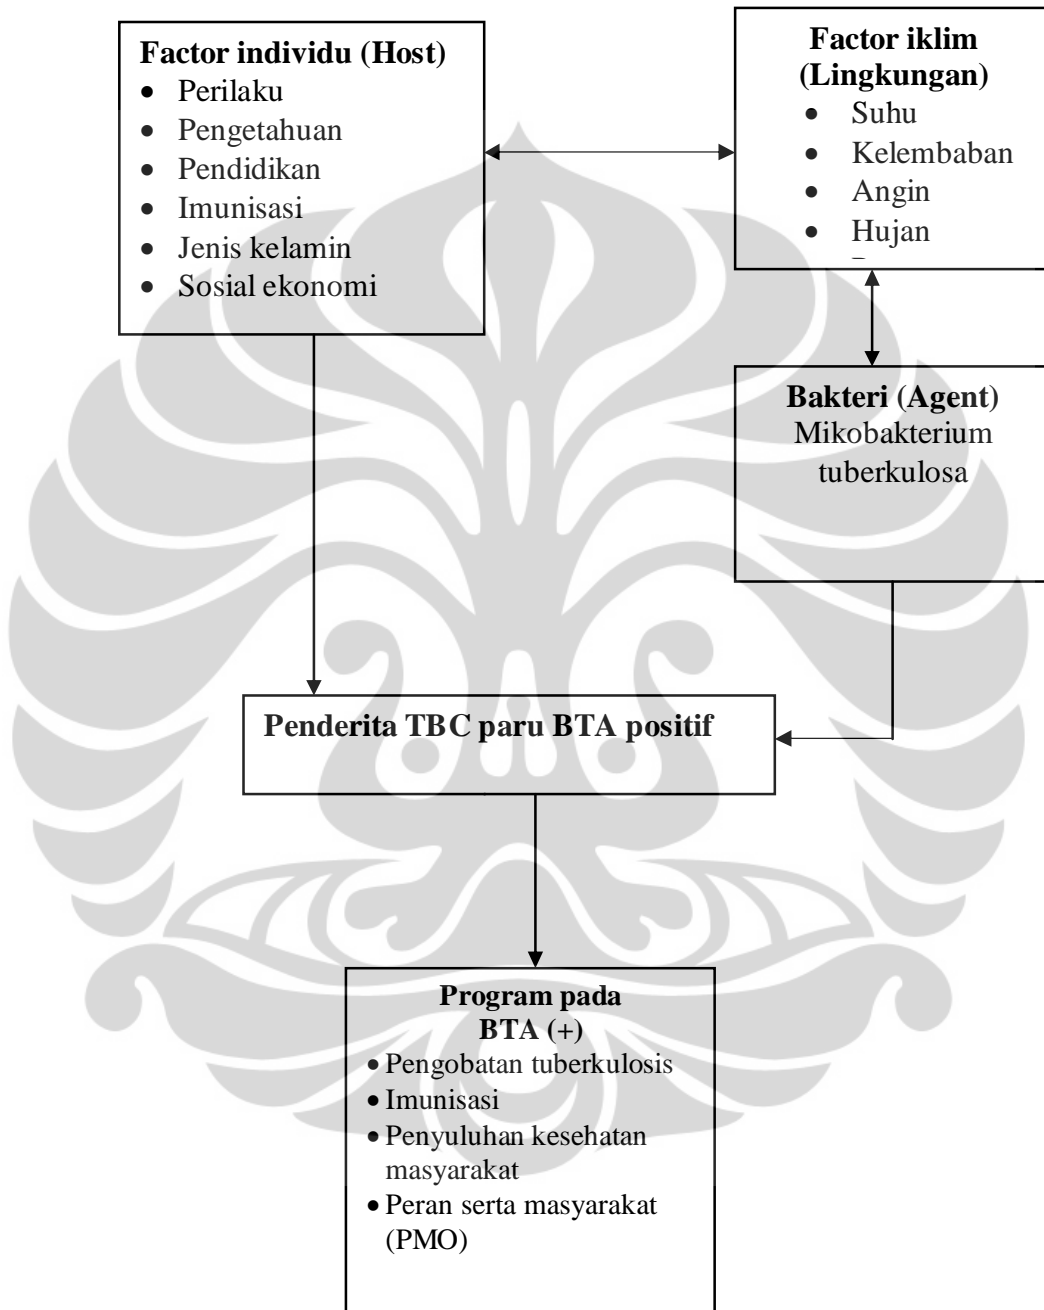 Factor individu (Host)
• Perilaku
• Pengetahuan
• Pendidikan
• Imunisasi
• Jenis kelamin
• Sosial ekonomi
Factor iklim
(Lingkungan)
• Suhu
• Kelembaban
• Angin
• Hujan
Bakteri (Agent)
Mikobakterium
tuberkulosa
Penderita TBC paru BTA positif
Program pada
BTA (+)
• Pengobatan tuberkulosis
• Imunisasi
• Penyuluhan kesehatan
masyarakat
• Peran serta masyarakat
(PMO)